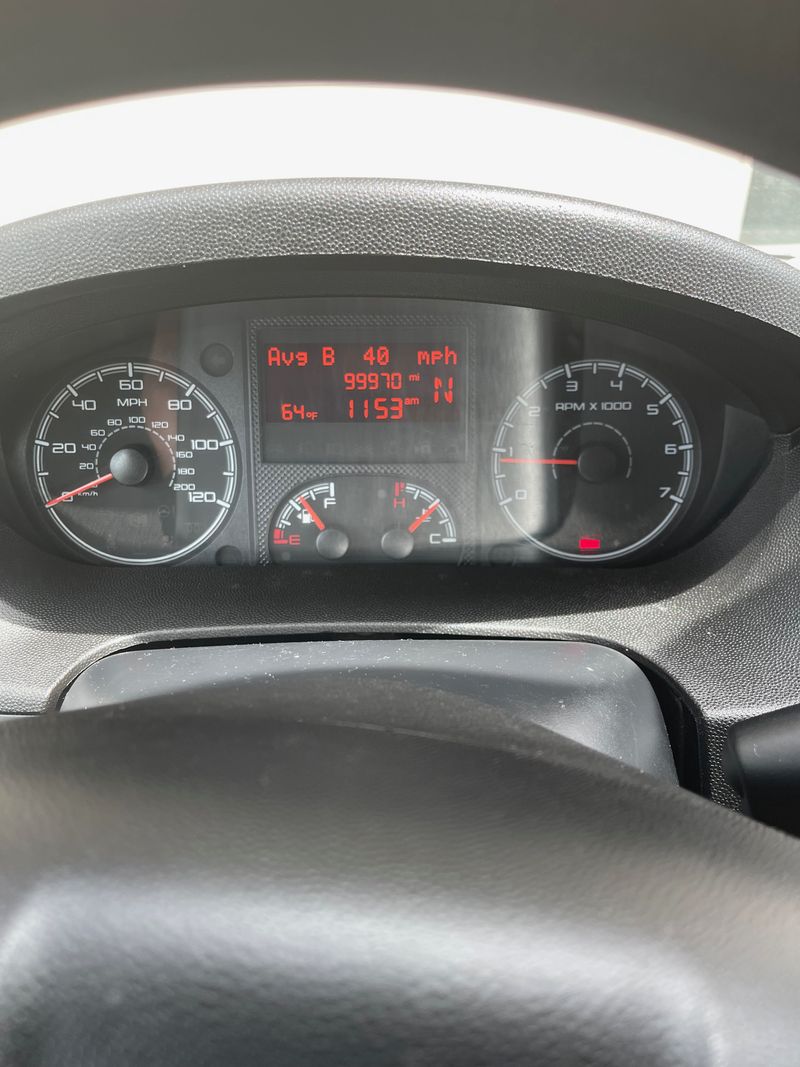 Avg B 40 mph
99970 mi
N
64°F 1153 am
0 20 40 60 80 100 120
MPH
20 40 60 80 100 120 140 160 180 200
km/h
0 1 2 3 4 5 6 7
RPM X 1000
E F
H C